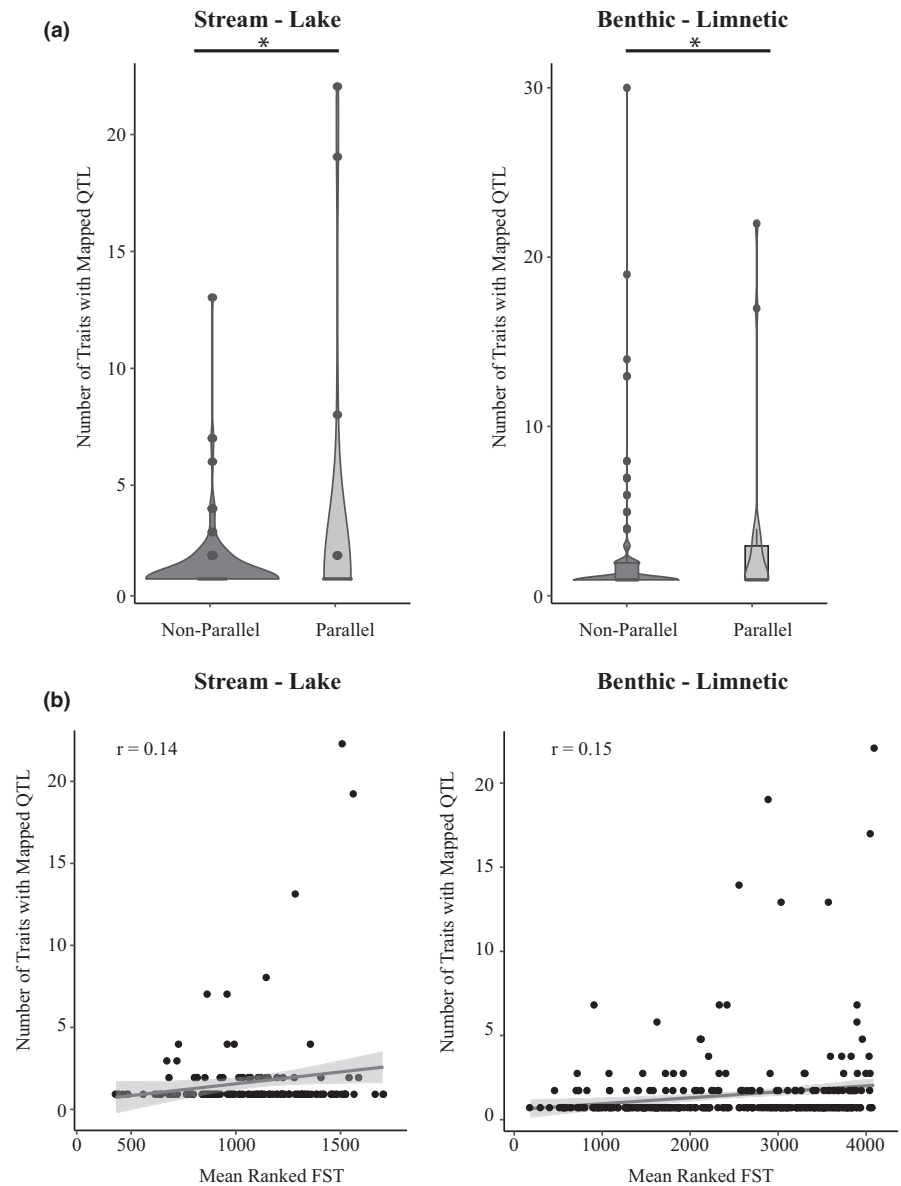 (a)
Stream - Lake
*
Number of Traits with Mapped QTL
20
15
10
5
0
Non-Parallel
Parallel
Benthic - Limnetic
*
Number of Traits with Mapped QTL
30
20
10
0
Non-Parallel
Parallel
(b)
Stream - Lake
r = 0.14
Number of Traits with Mapped QTL
20
15
10
5
0
0
500
1000
1500
Mean Ranked FST
Benthic - Limnetic
r = 0.15
Number of Traits with Mapped QTL
20
15
10
5
0
0
1000
2000
3000
4000
Mean Ranked FST